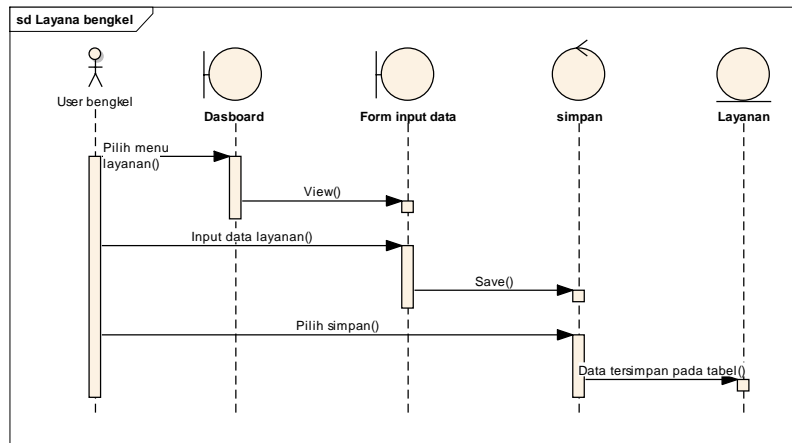 sd Layana bengkel
User bengkel
Dasboard
Form input data
simpan
Layanan
Pilih menu
layanan()
View()
Input data layanan()
Save()
Pilih simpan()
Data tersimpan pada tabel()